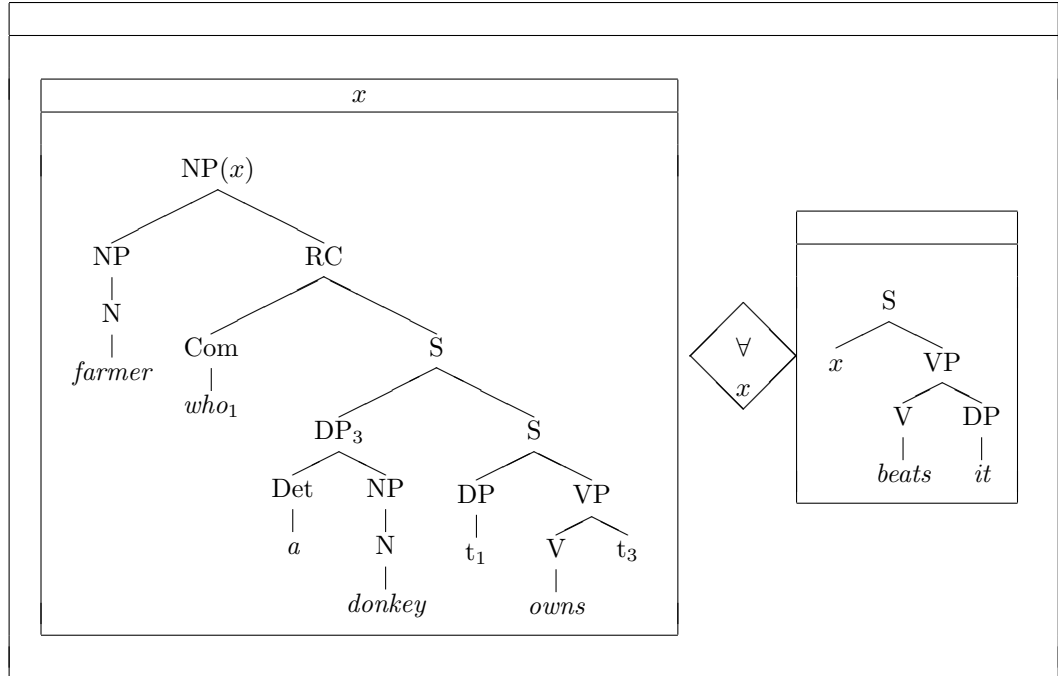 x
NP(x)
NP RC
N
S
Com S
∀
x VP
farmer
x
who₁
V DP
DP₃ S
beats it
Det NP DP VP
a N t₁ V t₃
donkey owns